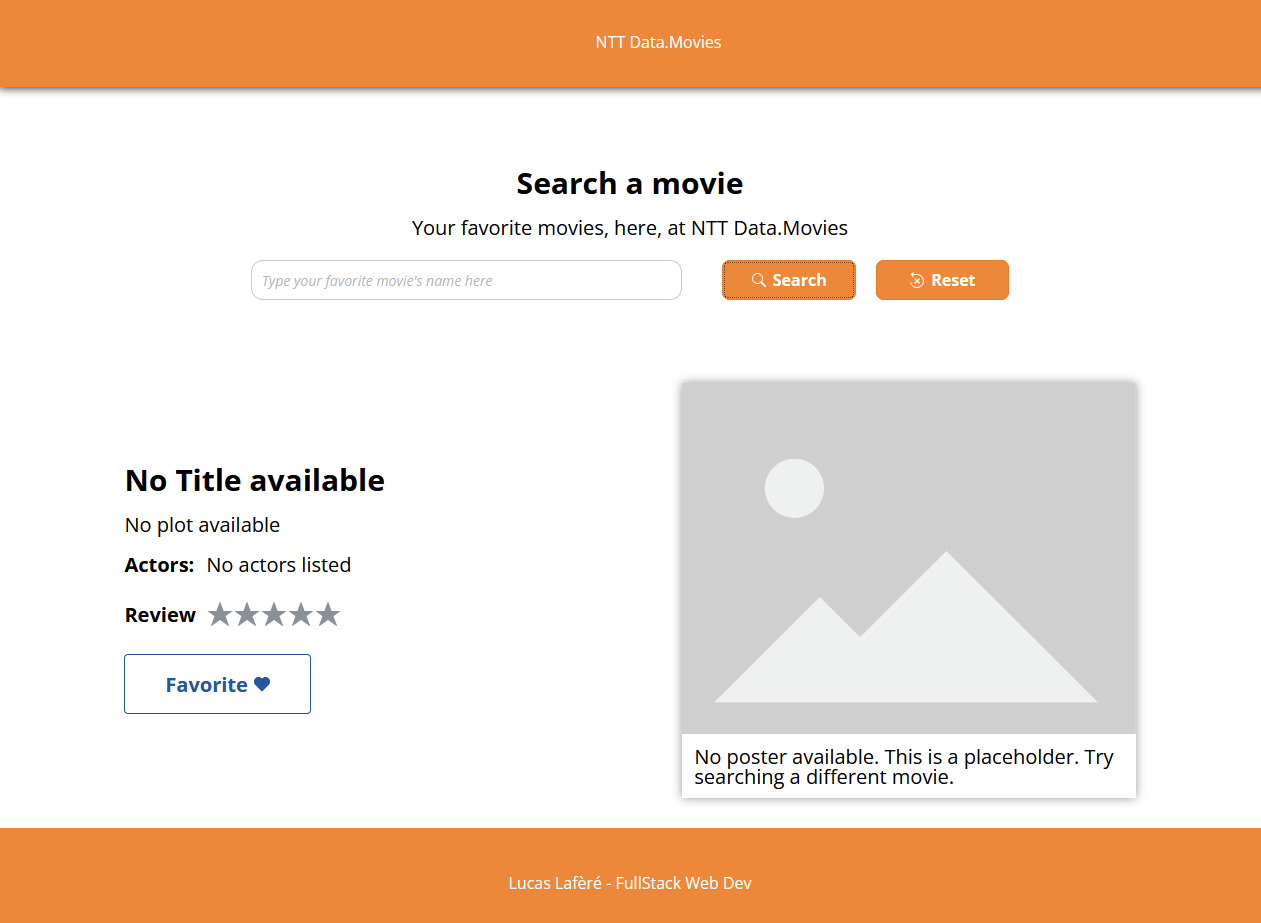 NTT Data.Movies
Search a movie
Your favorite movies, here, at NTT Data.Movies
Type your favorite movie's name here
Search
Reset
No Title available
No plot available
Actors: No actors listed
Review
Favorite
No poster available. This is a placeholder. Try
searching a different movie.
Lucas Lafèré - FullStack Web Dev